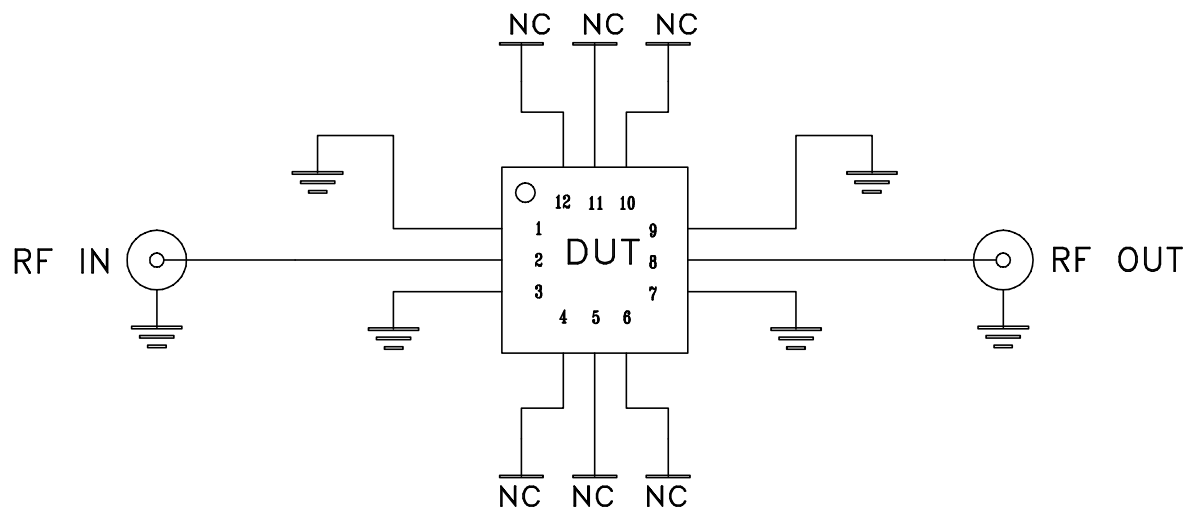 NC NC NC
12 11 10
1 9
RF IN 2 DUT 8 RF OUT
3 7
4 5 6
NC NC NC